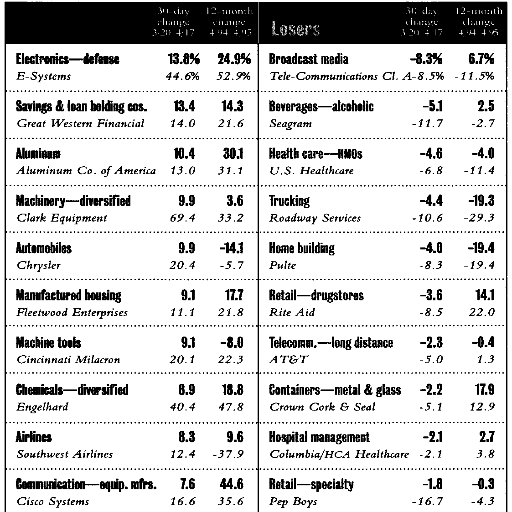 30-day 12-month
change change
3/20-4/17 4/94-4/95
Electronics—defense 13.8% 24.9%
E-Systems 44.6% 52.9%
Savings & loan holding cos. 13.4 14.3
Great Western Financial 14.0 21.6
Aluminum 10.4 30.1
Aluminum Co. of America 13.0 31.1
Machinery—diversified 9.9 3.6
Clark Equipment 69.4 33.2
Automobiles 9.9 -14.1
Chrysler 20.4 -5.7
Manufactured housing 9.1 17.7
Fleetwood Enterprises 11.1 21.8
Machine tools 9.1 -8.0
Cincinnati Milacron 20.1 22.3
Chemicals—diversified 8.9 18.8
Engelhard 40.4 47.8
Airlines 8.3 9.6
Southwest Airlines 12.4 -37.9
Communication—equip. mfrs. 7.6 44.6
Cisco Systems 16.6 35.6
30-day 12-month
change change
Losers 3/20-4/17 4/94-4/95
Broadcast media -8.3% 6.7%
Tele-Communications Cl. A -8.5% -11.5%
Beverages—alcoholic -5.1 2.5
Seagram -11.7 -2.7
Health care—HMOs -4.6 -4.0
U.S. Healthcare -6.8 -11.4
Trucking -4.4 -19.3
Roadway Services -10.6 -29.3
Home building -4.0 -19.4
Pulte -8.3 -19.4
Retail—drugstores -3.6 14.1
Rite Aid -8.5 22.0
Telecomm.—long distance -2.3 -0.4
AT&T -5.0 1.3
Containers—metal & glass -2.2 17.9
Crown Cork & Seal -5.1 12.9
Hospital management -2.1 2.7
Columbia/HCA Healthcare -2.1 3.8
Retail—specialty -1.8 -0.3
Pep Boys -16.7 -4.3